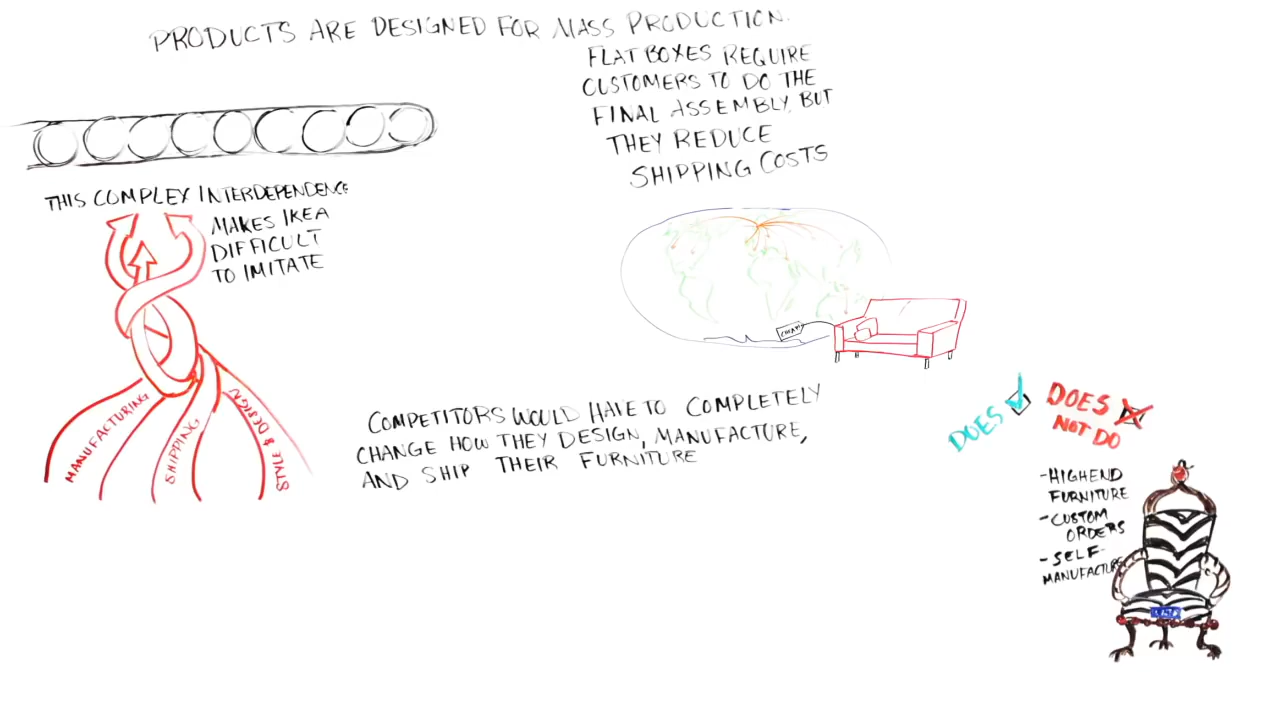 PRODUCTS ARE DESIGNED FOR MASS PRODUCTION.
FLAT BOXES REQUIRE
CUSTOMERS TO DO THE
FINAL ASSEMBLY, BUT
THEY REDUCE
SHIPPING COSTS
THIS COMPLEX INTERDEPENDENCE
MAKES IKEA
DIFFICULT
TO IMITATE
MANUFACTURING
SHIPPING
STYLE & DESIGN
CHEAP!
COMPETITORS WOULD HAVE TO COMPLETELY
CHANGE HOW THEY DESIGN, MANUFACTURE,
AND SHIP THEIR FURNITURE
DOES
DOES
NOT DO
-HIGHEND
FURNITURE
-CUSTOM
ORDERS
-SELF-
MANUFACTURE